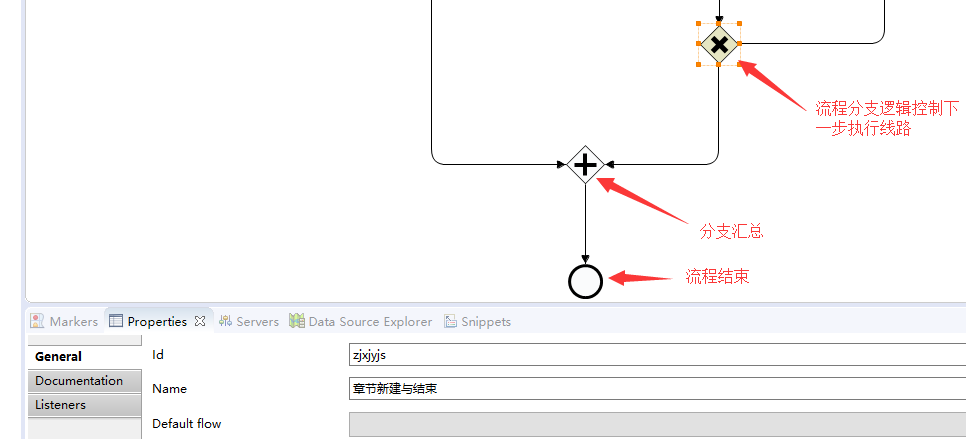 流程分支逻辑控制下
一步执行线路
分支汇总
流程结束
Markers Properties Servers Data Source Explorer Snippets
General
Documentation
Listeners
Id zjxjyjs
Name 章节新建与结束
Default flow